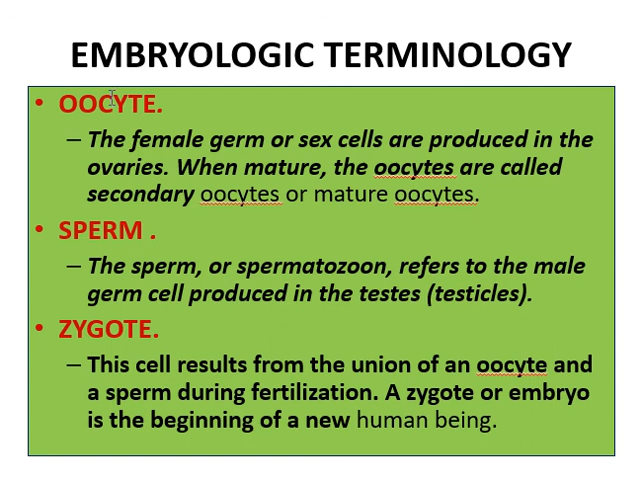 EMBRYOLOGIC TERMINOLOGY
• OOCYTE.
– The female germ or sex cells are produced in the
ovaries. When mature, the oocytes are called
secondary oocytes or mature oocytes.
• SPERM .
– The sperm, or spermatozoon, refers to the male
germ cell produced in the testes (testicles).
• ZYGOTE.
– This cell results from the union of an oocyte and
a sperm during fertilization. A zygote or embryo
is the beginning of a new human being.